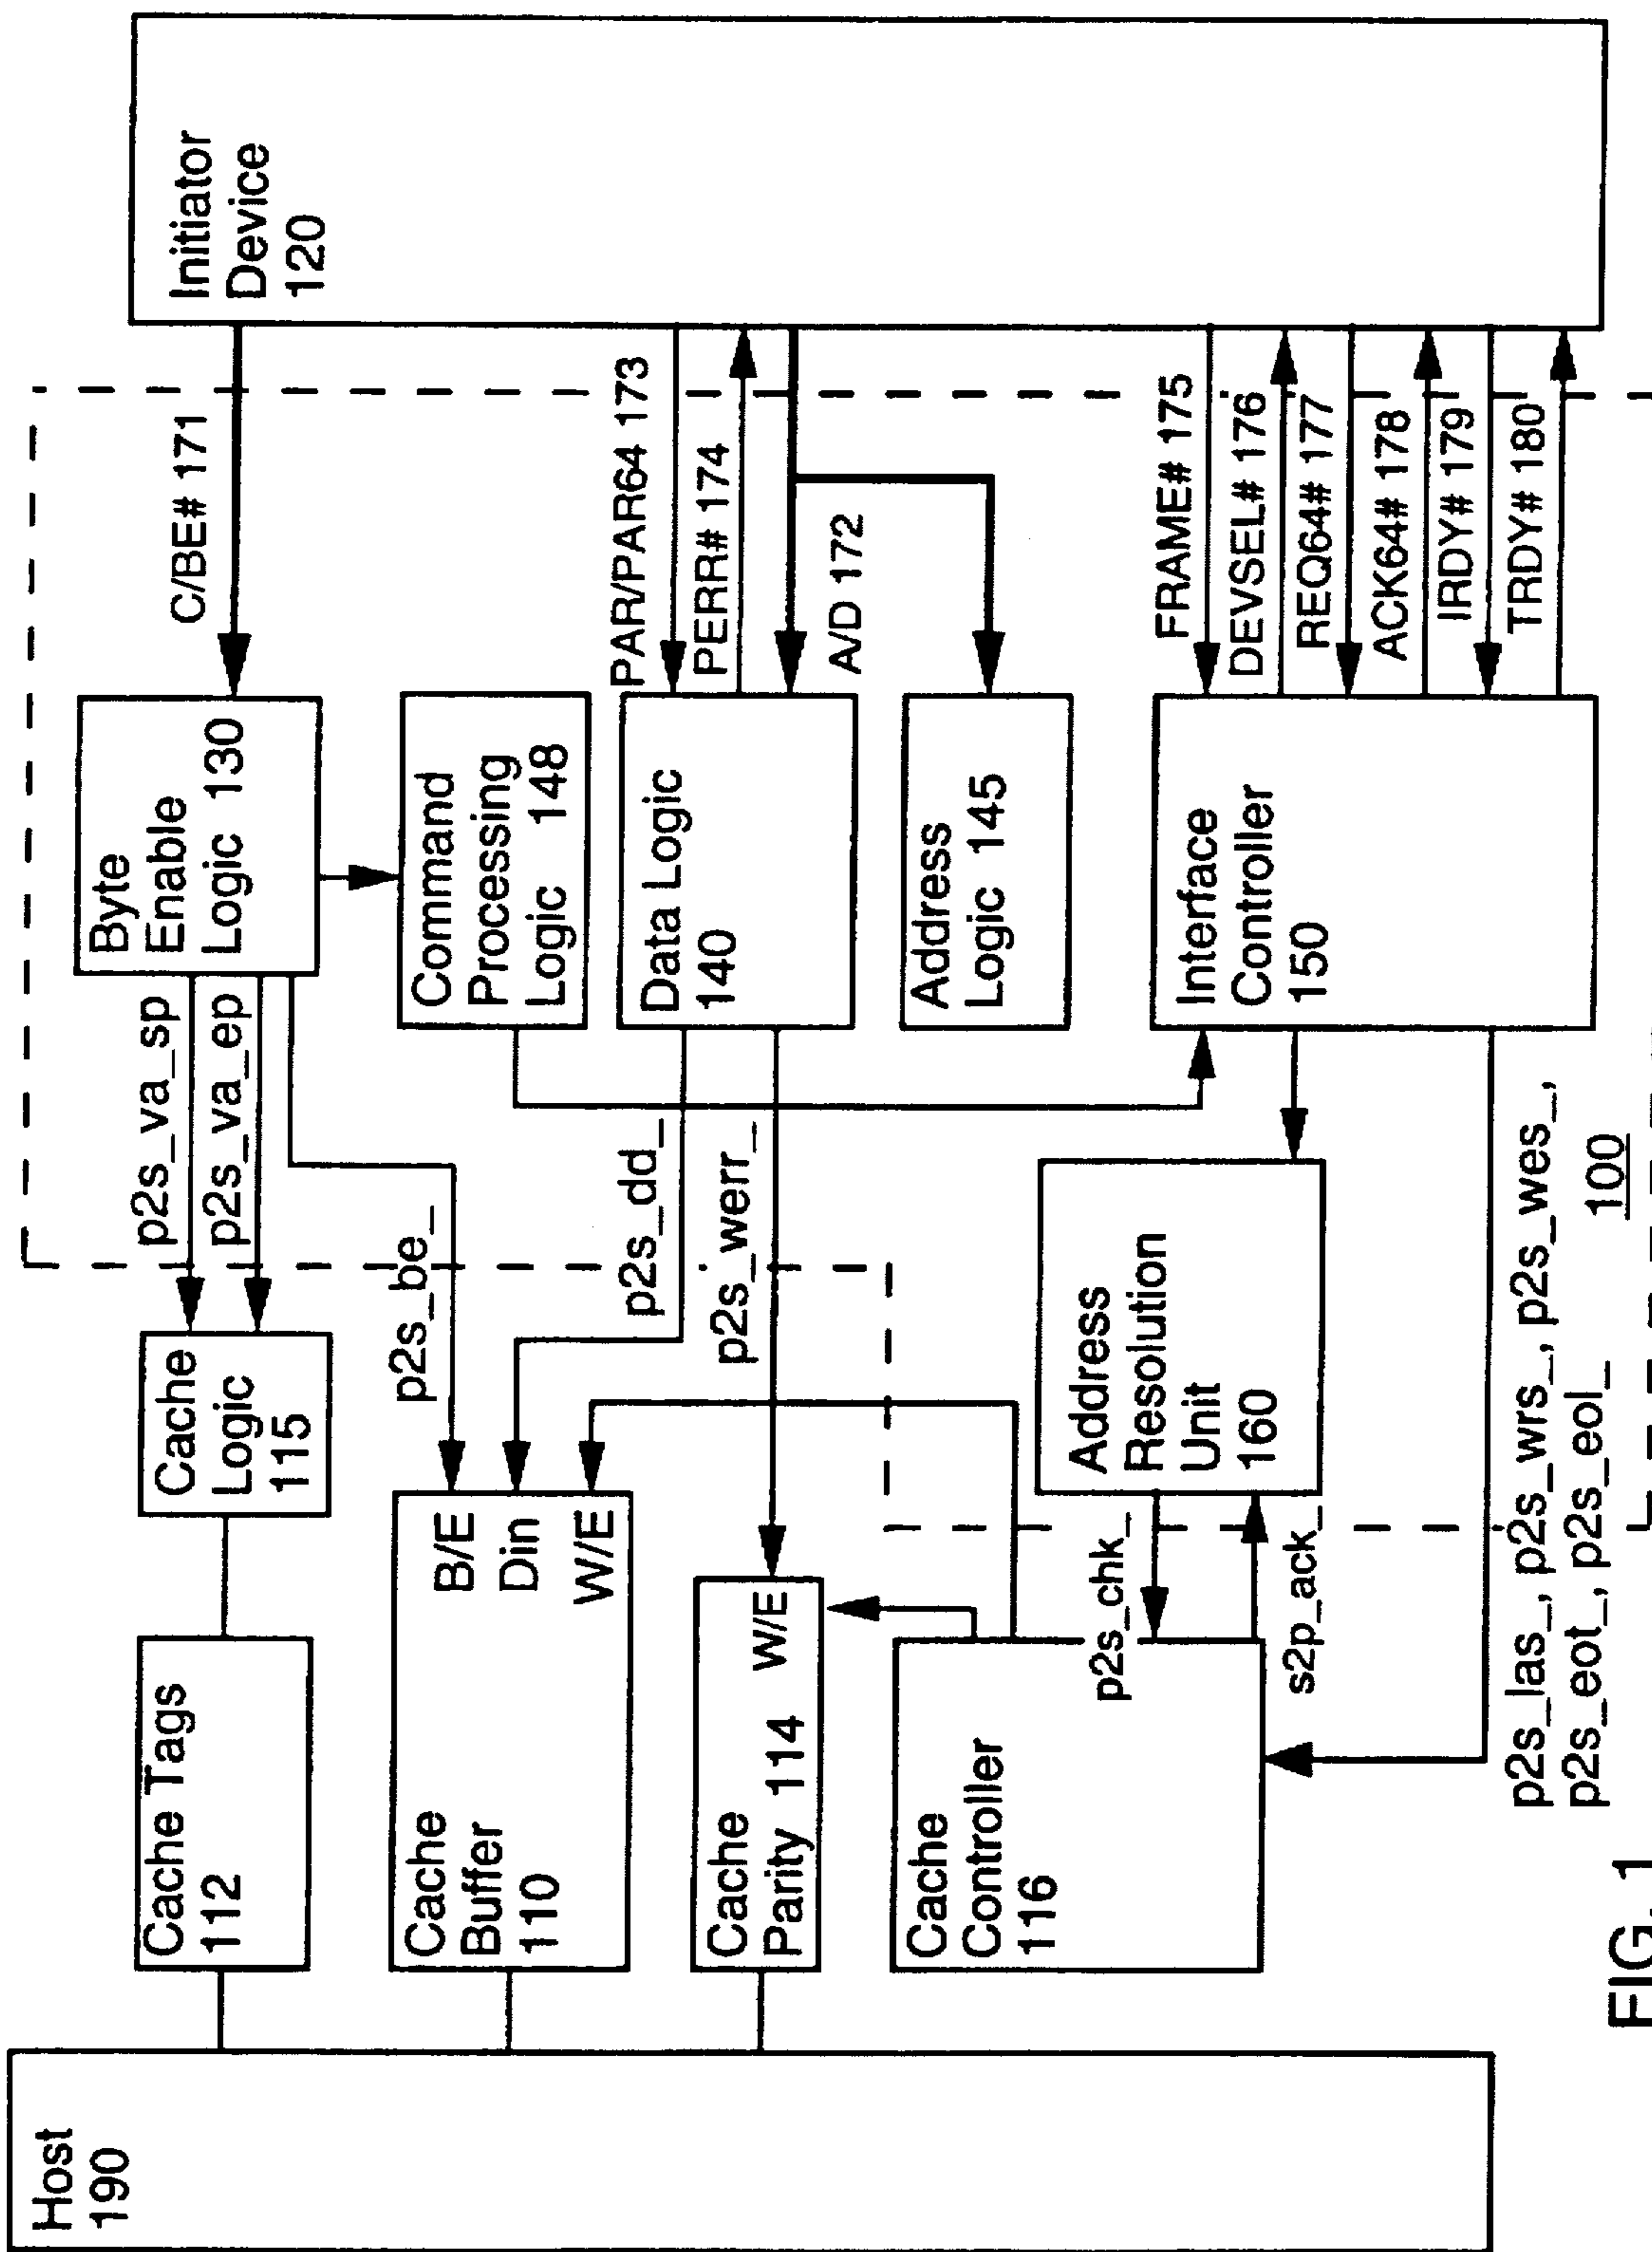 Host
190
Cache Tags
112
Cache
Logic
115
p2s_va_sp
p2s_va_ep
Byte
Enable
Logic 130
C/BE# 171
Initiator
Device
120
Cache
Buffer
110
B/E
Din
W/E
p2s_be_
Command
Processing
Logic 148
Cache
Parity 114
W/E
p2s_dd_
p2s_werr_
Data Logic
140
PAR/PAR64 173
PERR# 174
A/D 172
Address
Logic 145
Cache
Controller
116
p2s_chk_
s2p_ack_
Address
Resolution
Unit
160
Interface
Controller
150
FRAME# 175
DEVSEL# 176
REQ64# 177
ACK64# 178
IRDY# 179
TRDY# 180
p2s_las_, p2s_wrs_, p2s_wes_,
p2s_eot_, p2s_eol_
100
FIG. 1